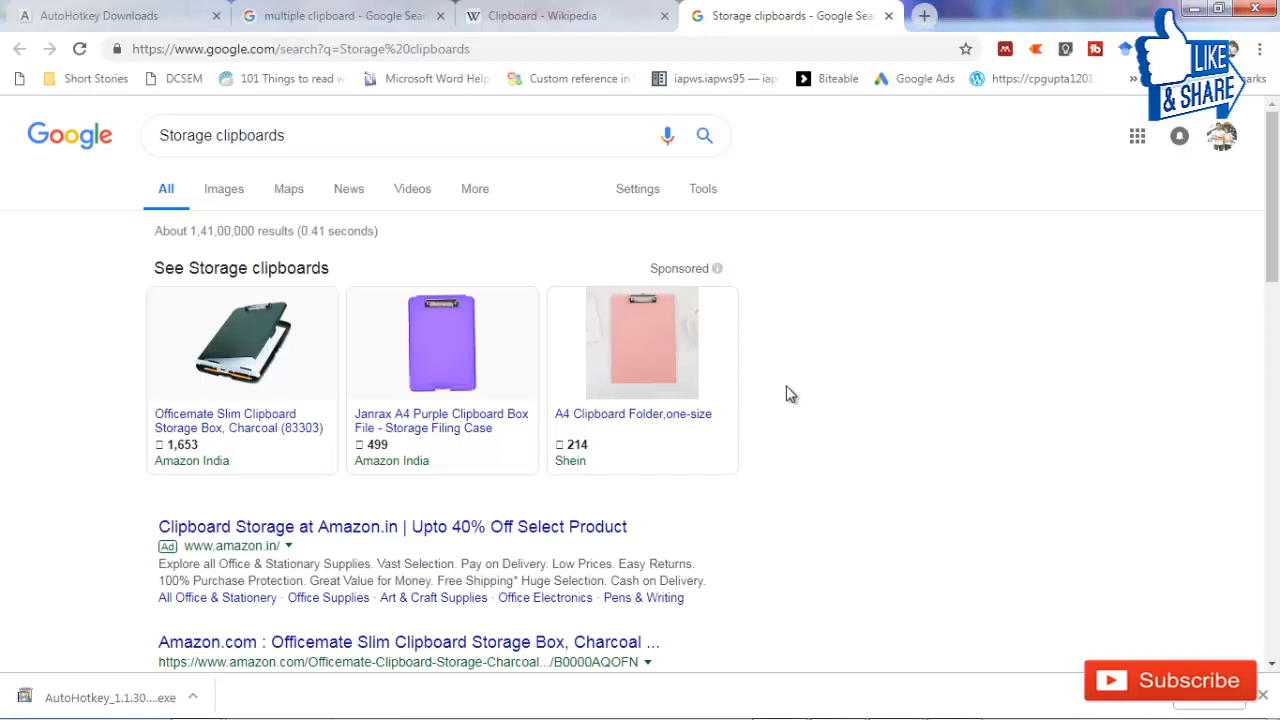 AutoHotkey Downloads
multiple clipboard - Google Sear
Clipboard - Wikipedia
Storage clipboards - Google Sea
https://www.google.com/search?q=Storage%20clipboards
Short Stories
DCSEM
101 Things to read w
Microsoft Word Help
Custom reference in
iapws.iapws95 — iap
Biteable
Google Ads
https://cpgupta1201
LIKE
& SHARE
Google
Storage clipboards
All
Images
Maps
News
Videos
More
Settings
Tools
About 1,41,00,000 results (0.41 seconds)
See Storage clipboards
Sponsored
Officemate Slim Clipboard
Storage Box, Charcoal (83303)
1,653
Amazon India
Janrax A4 Purple Clipboard Box
File - Storage Filing Case
499
Amazon India
A4 Clipboard Folder,one-size
214
Shein
Clipboard Storage at Amazon.in | Upto 40% Off Select Product
Ad www.amazon.in/
Explore all Office & Stationary Supplies. Vast Selection. Pay on Delivery. Low Prices. Easy Returns.
100% Purchase Protection. Great Value for Money. Free Shipping* Huge Selection. Cash on Delivery.
All Office & Stationery · Office Supplies · Art & Craft Supplies · Office Electronics · Pens & Writing
Amazon.com : Officemate Slim Clipboard Storage Box, Charcoal ...
https://www.amazon.com/Officemate-Clipboard-Storage-Charcoal.../B0000AQOFN
AutoHotkey_1.1.30....exe
Subscribe